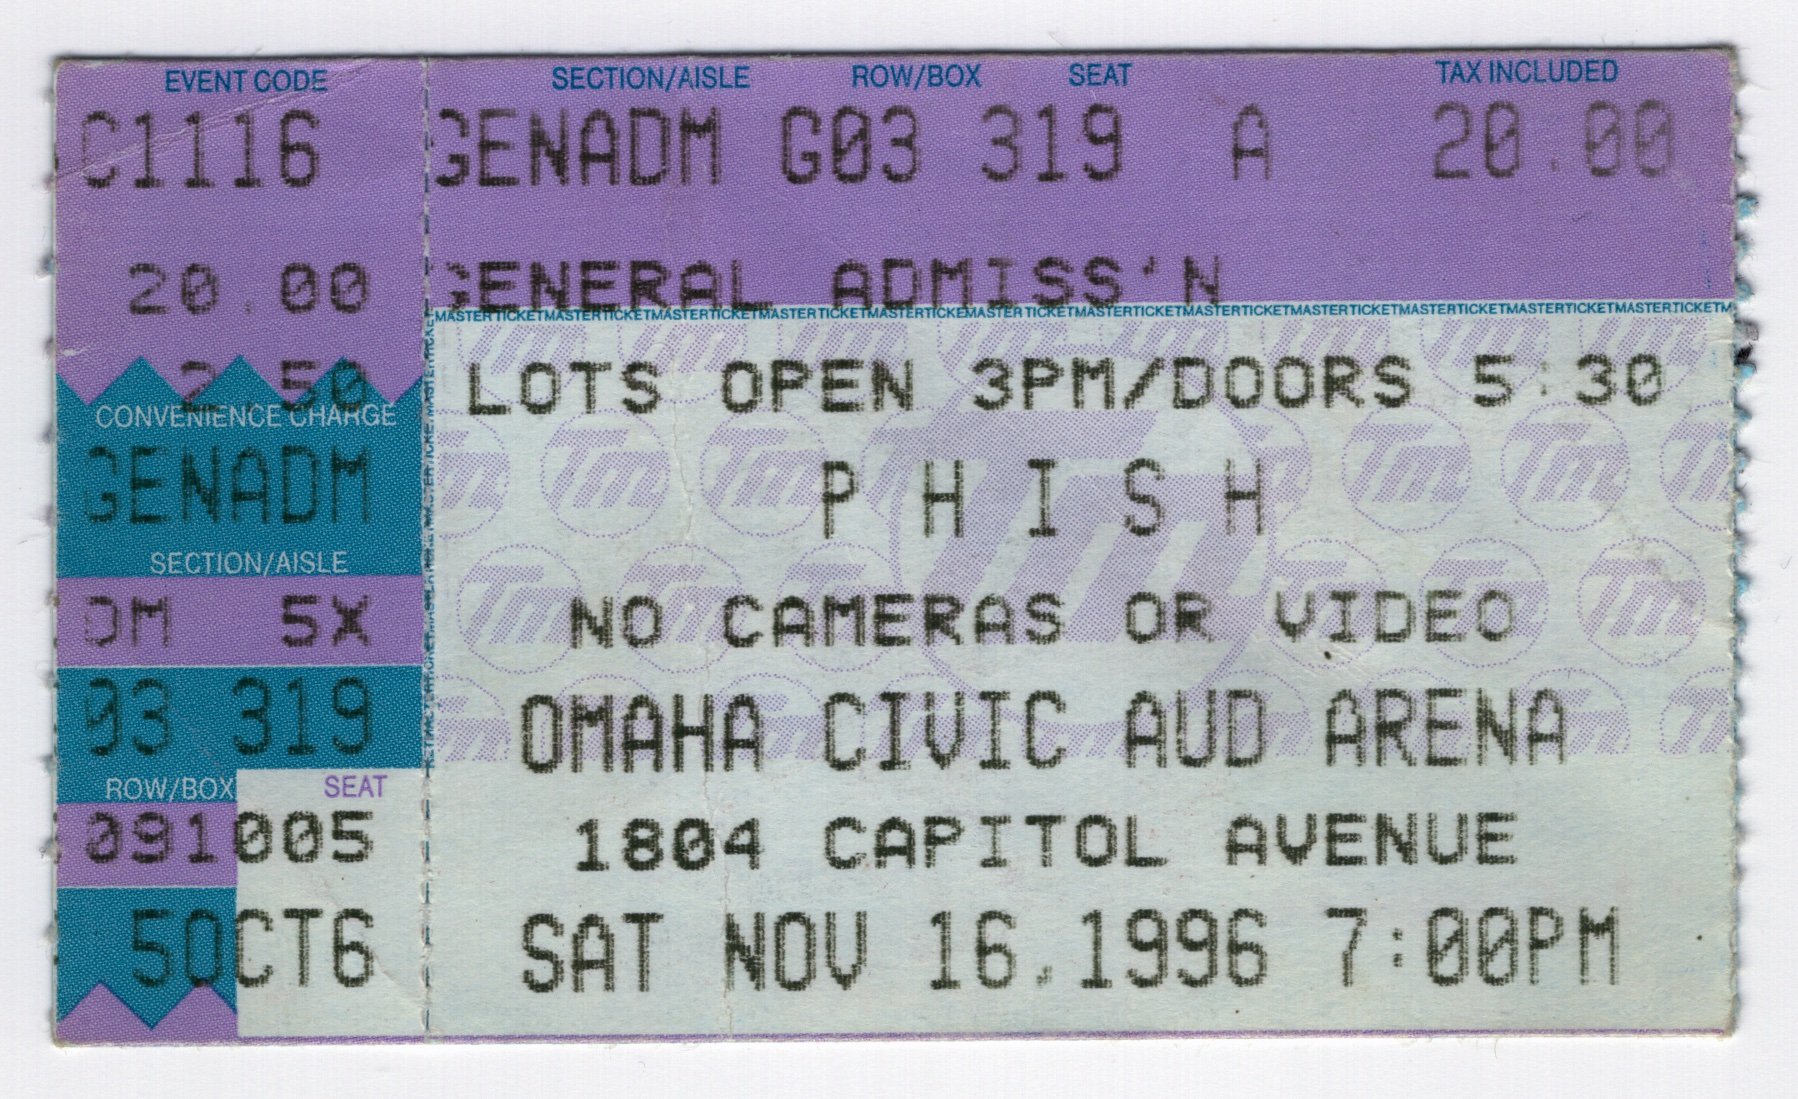 EVENT CODE
C1116
20.00
2.50
CONVENIENCE CHARGE
GENADM
SECTION/AISLE
DM 5X
03 319
ROW/BOX SEAT
091005
5OCT6
SECTION/AISLE ROW/BOX SEAT TAX INCLUDED
GENADM G03 319 A 20.00
GENERAL ADMISS'N
MASTERTICKETMASTERTICKETMASTERTICKETMASTERTICKETMASTERTICKETMASTERTICKETMASTERTICKETMASTERTICKETMASTERTICKETMASTERTICKETMASTERTICKETMASTERTICKET
LOTS OPEN 3PM/DOORS 5:30
P H I S H
NO CAMERAS OR VIDEO
OMAHA CIVIC AUD ARENA
1804 CAPITOL AVENUE
SAT NOV 16,1996 7:00PM